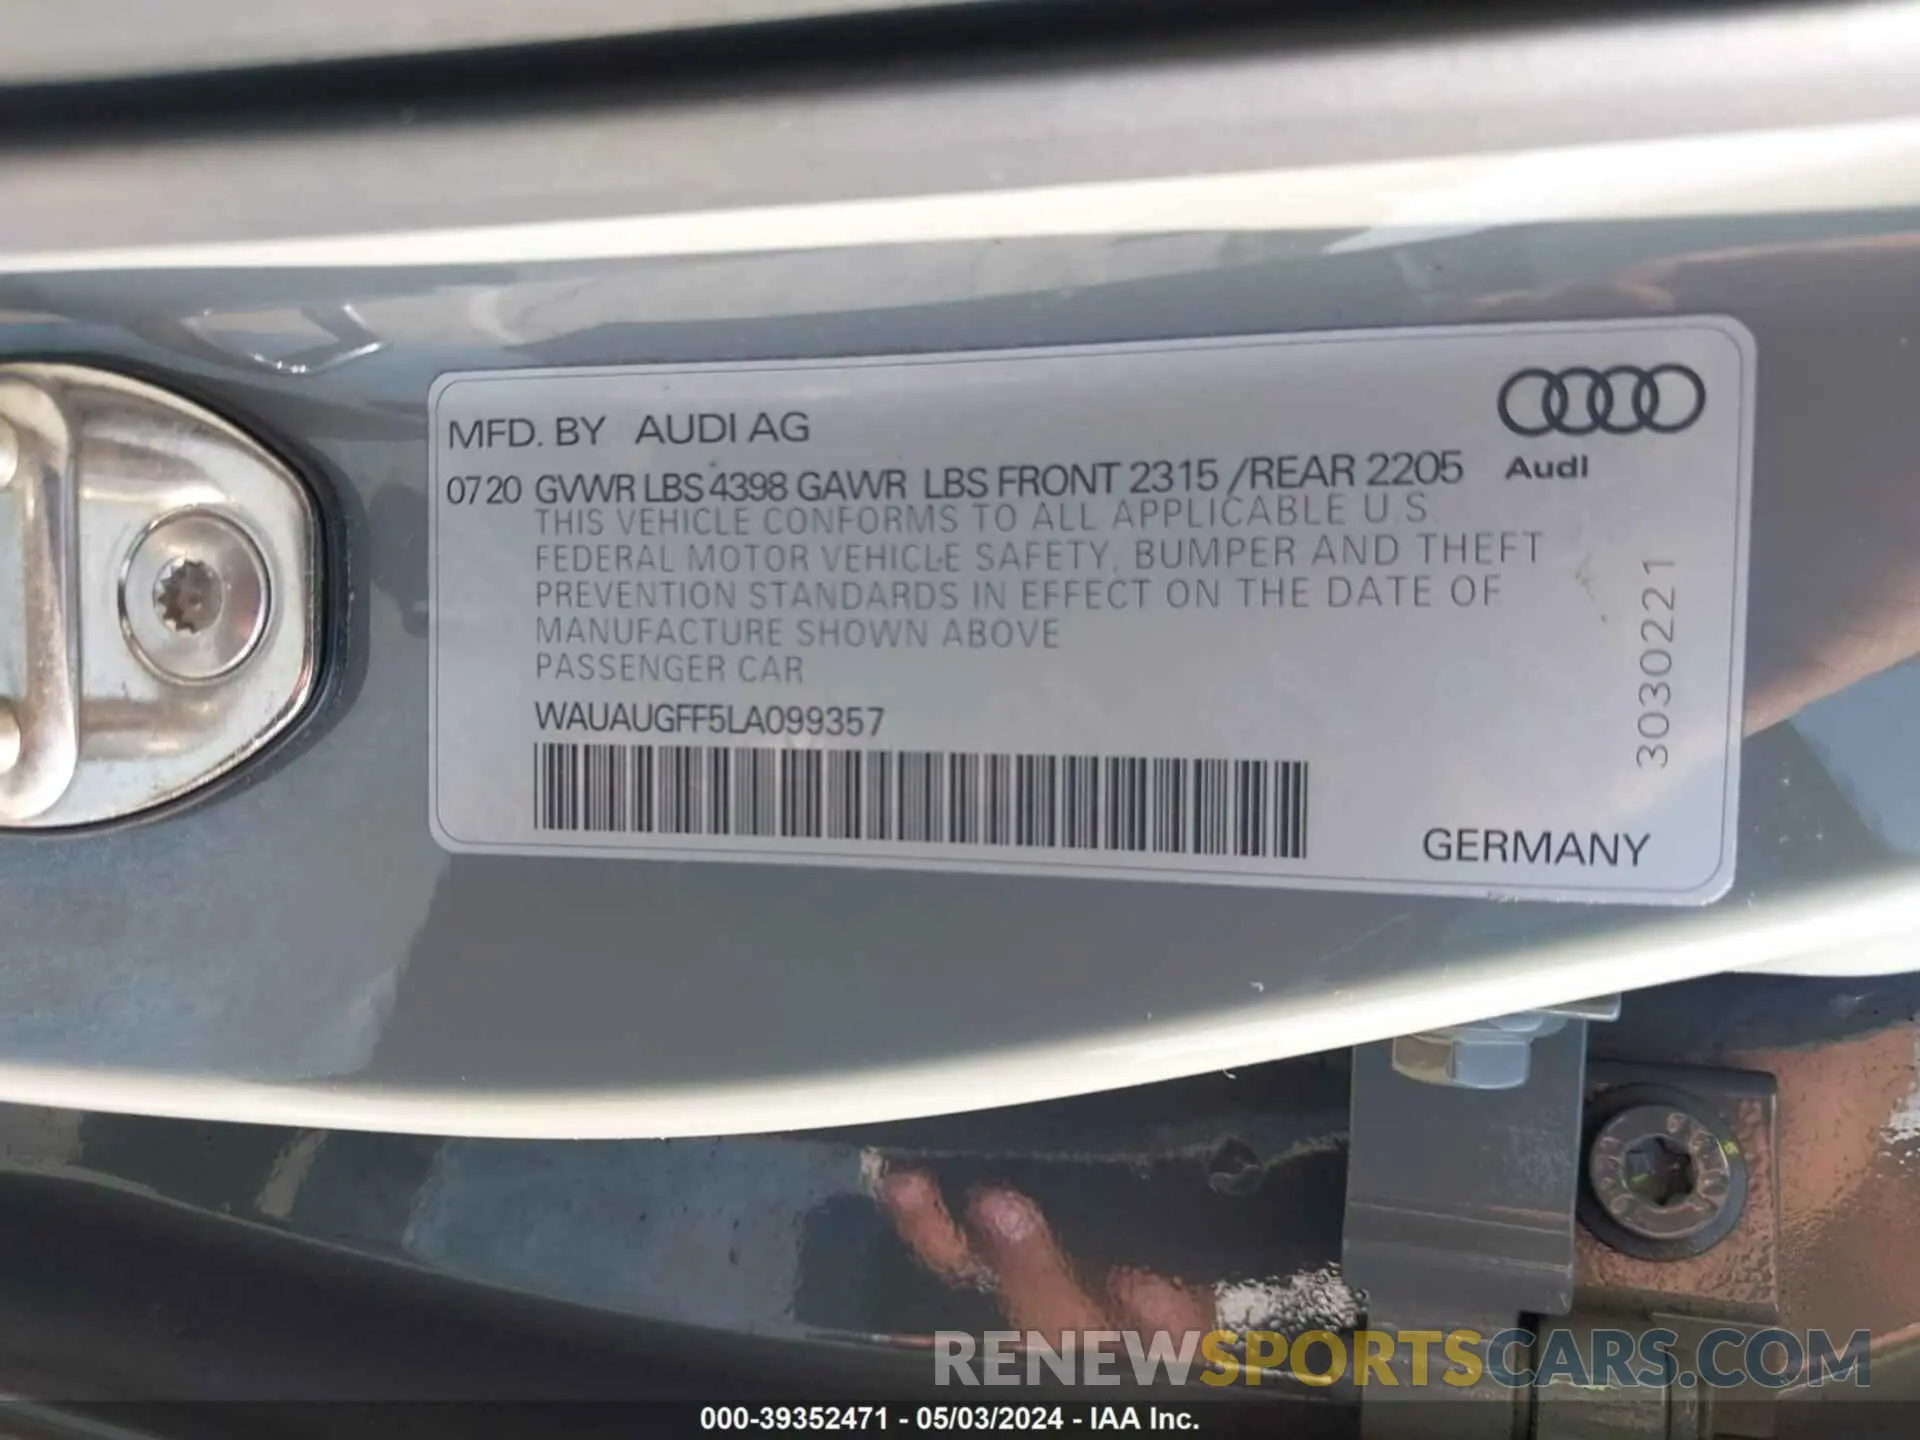 MFD. BY AUDI AG
0720 GVWR LBS 4398 GAWR LBS FRONT 2315 /REAR 2205
Audi
THIS VEHICLE CONFORMS TO ALL APPLICABLE U.S.
FEDERAL MOTOR VEHICLE SAFETY, BUMPER AND THEFT
PREVENTION STANDARDS IN EFFECT ON THE DATE OF
MANUFACTURE SHOWN ABOVE
PASSENGER CAR
WAUAUGFF5LA099357
3030221
GERMANY
RENEWSPORTSCARS.COM
000-39352471 - 05/03/2024 - IAA Inc.